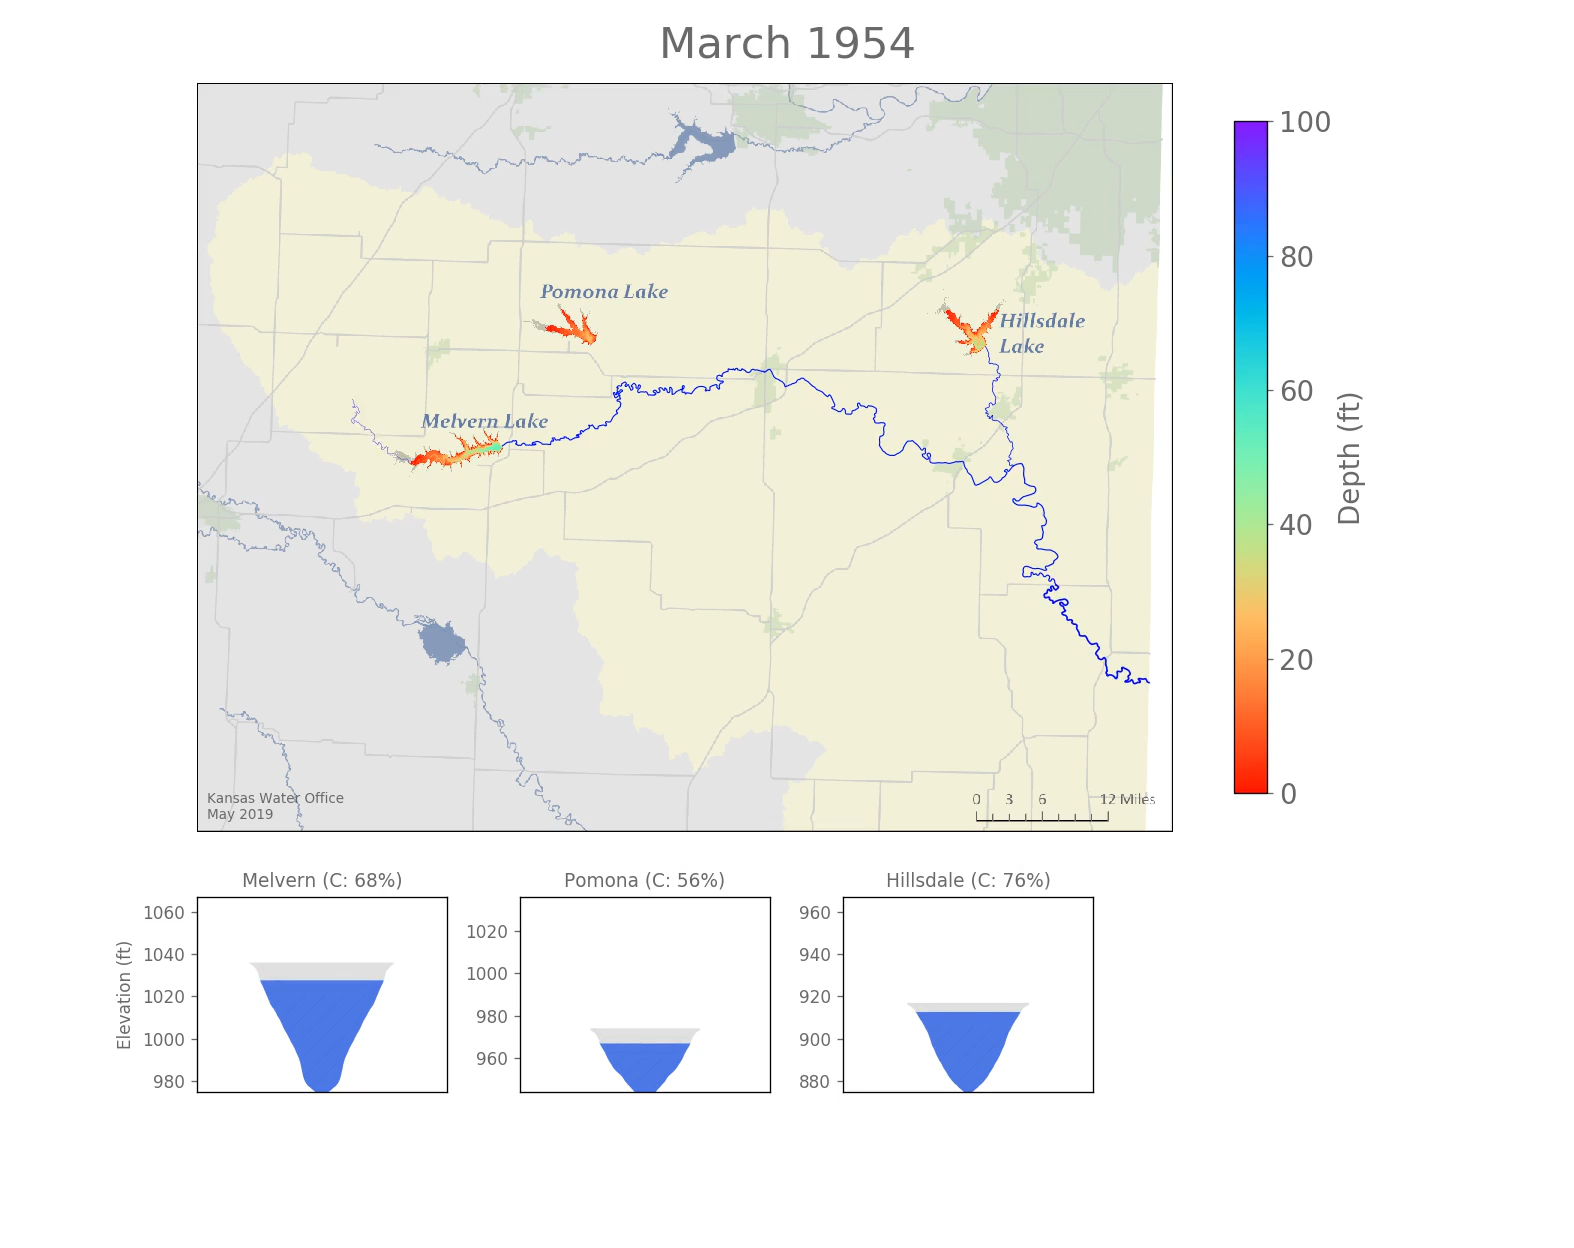 March 1954
Pomona Lake
Hillsdale
Lake
Melvern Lake
Kansas Water Office
May 2019
0 3 6 12 Miles
100
80
60
40
20
0
Depth (ft)
Melvern (C: 68%)
1060
1040
1020
1000
980
Elevation (ft)
Pomona (C: 56%)
1020
1000
980
960
Hillsdale (C: 76%)
960
940
920
900
880